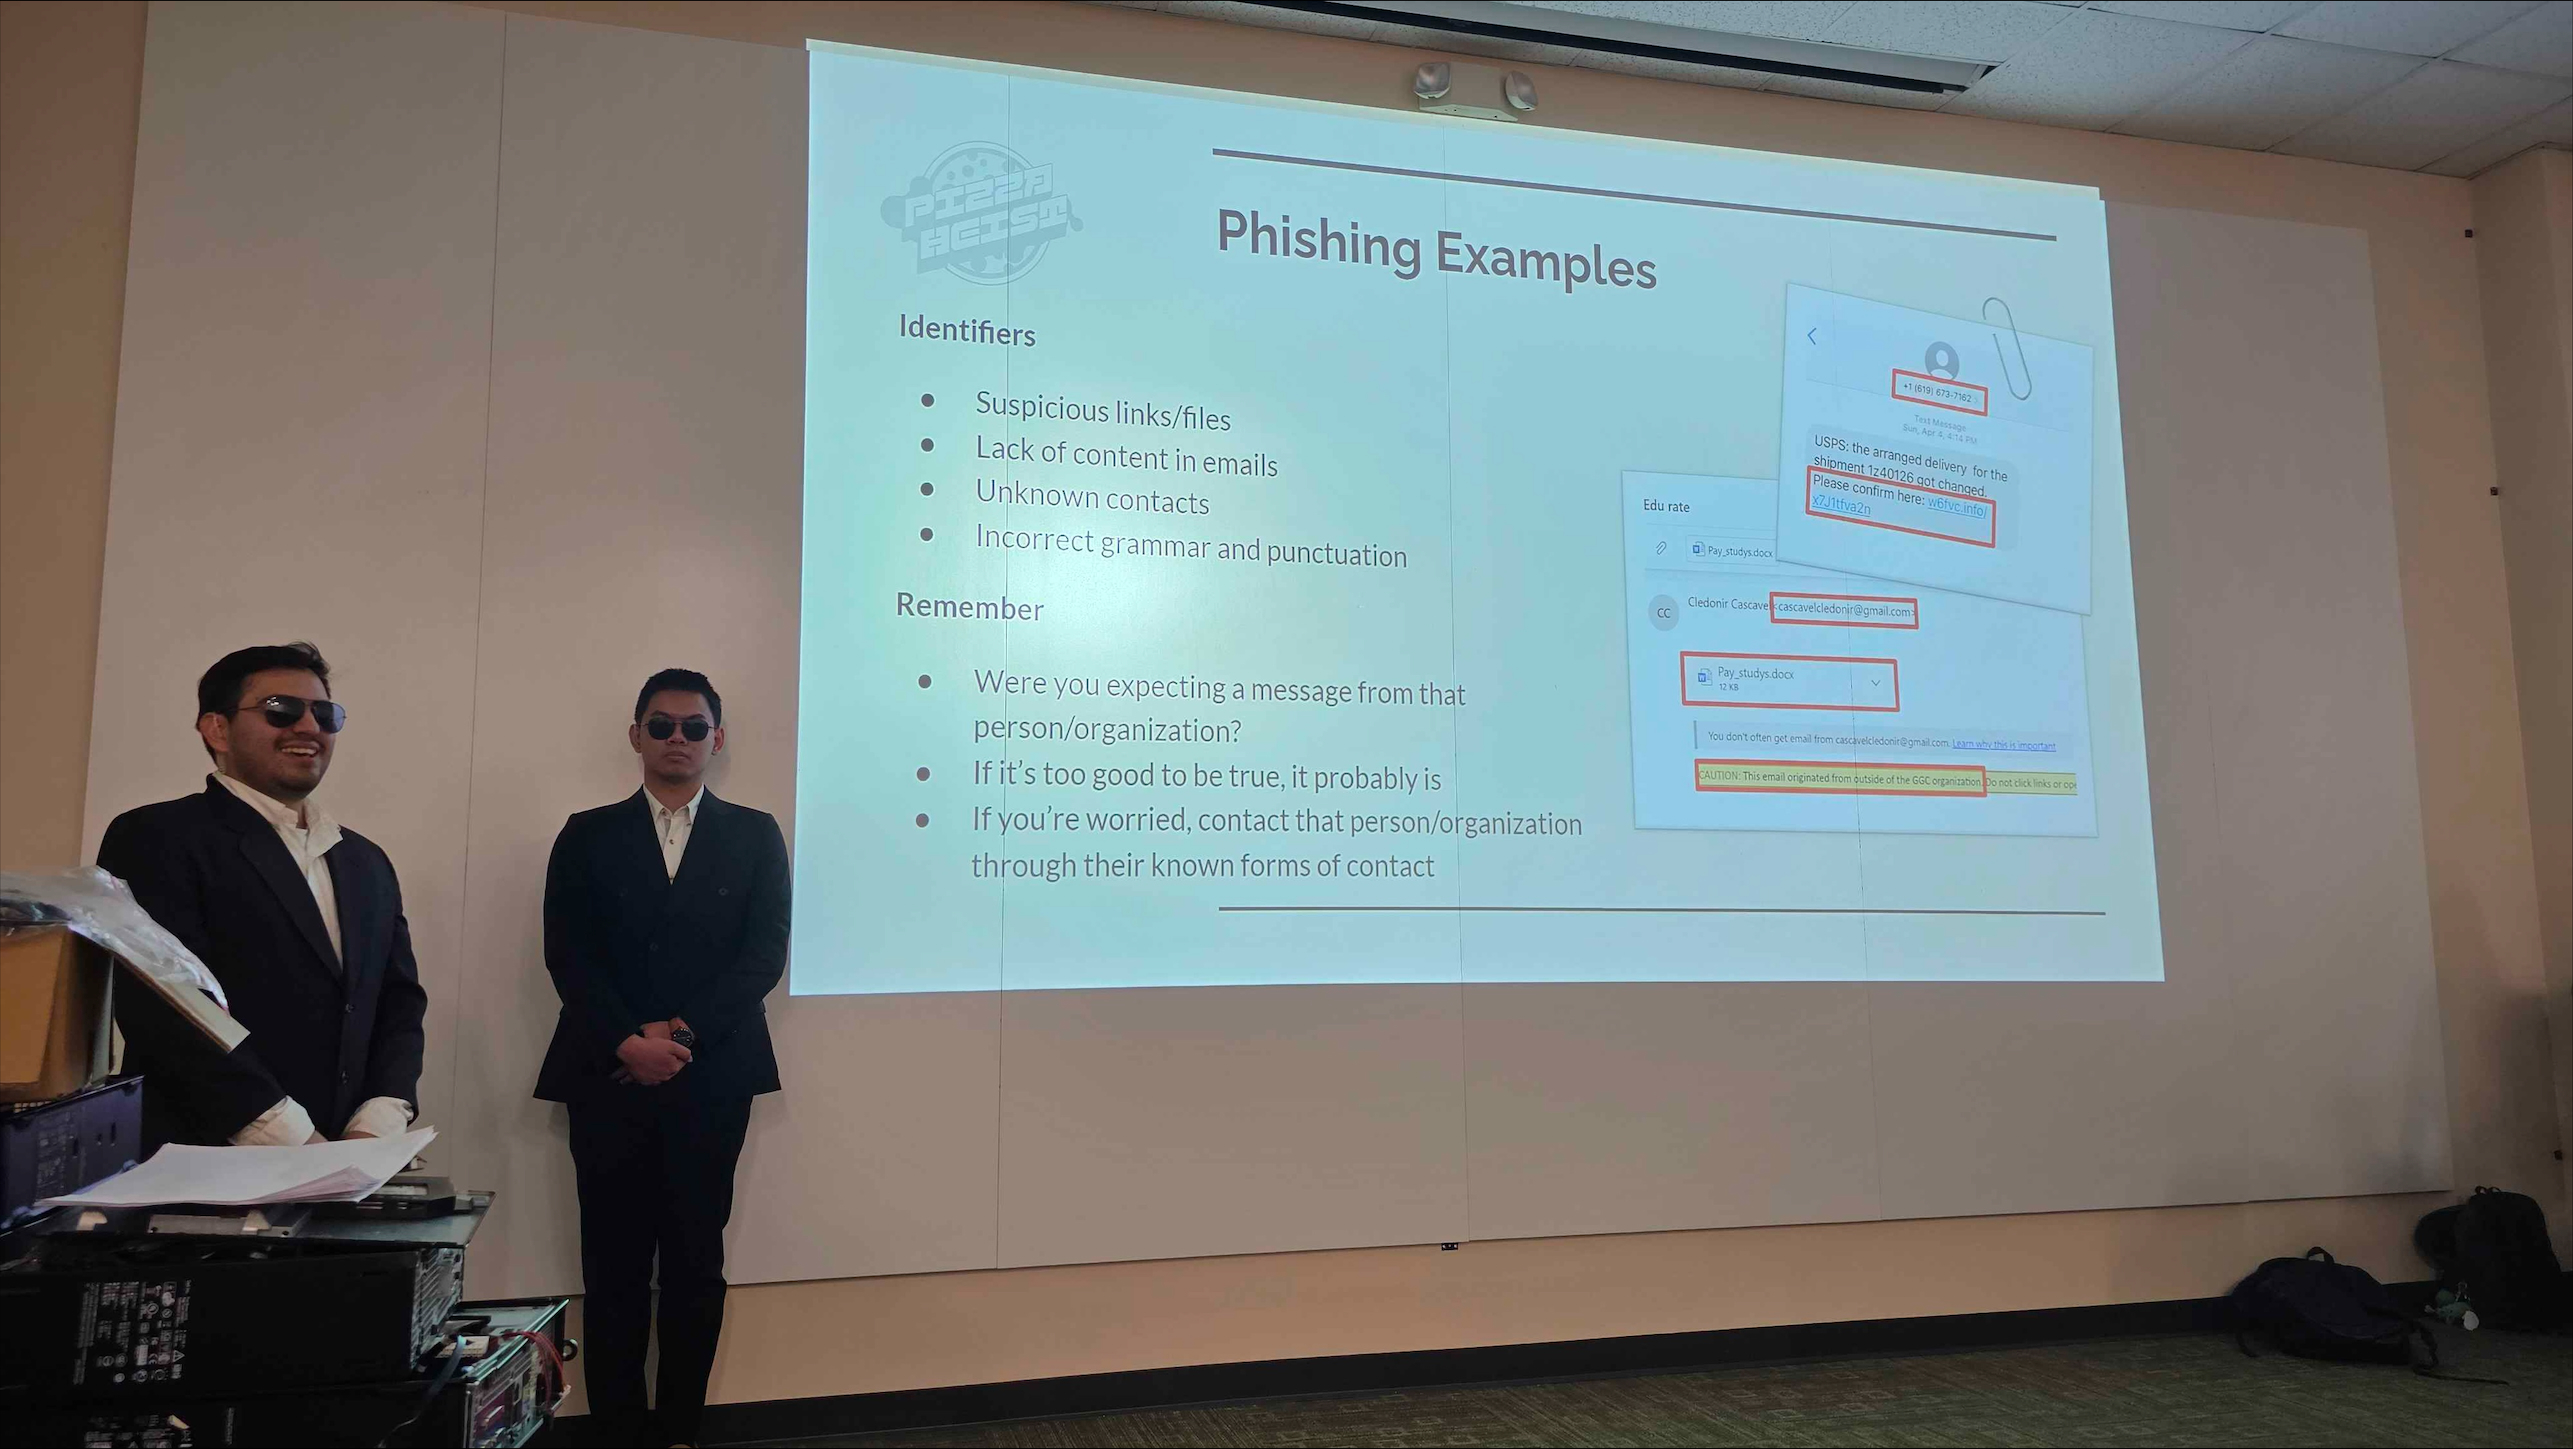 PIZZA
HEIST
Phishing Examples
Identifiers
● Suspicious links/files
● Lack of content in emails
● Unknown contacts
● Incorrect grammar and punctuation
Remember
● Were you expecting a message from that
person/organization?
● If it's too good to be true, it probably is
● If you're worried, contact that person/organization
through their known forms of contact
+1 (619) 673-7162 >
Text Message
Sun, Apr 4, 4:14 PM
USPS: the arranged delivery for the
shipment 1z40126 got changed.
Please confirm here: w6fvc.info/
x7J1tfva2n
Edu rate
Pay_studys.docx
CC
Cledonir Cascavel <cascavelcledonir@gmail.com>
Pay_studys.docx
12 KB
You don't often get email from cascavelcledonir@gmail.com. Learn why this is important
CAUTION: This email originated from outside of the GGC organization. Do not click links or ope